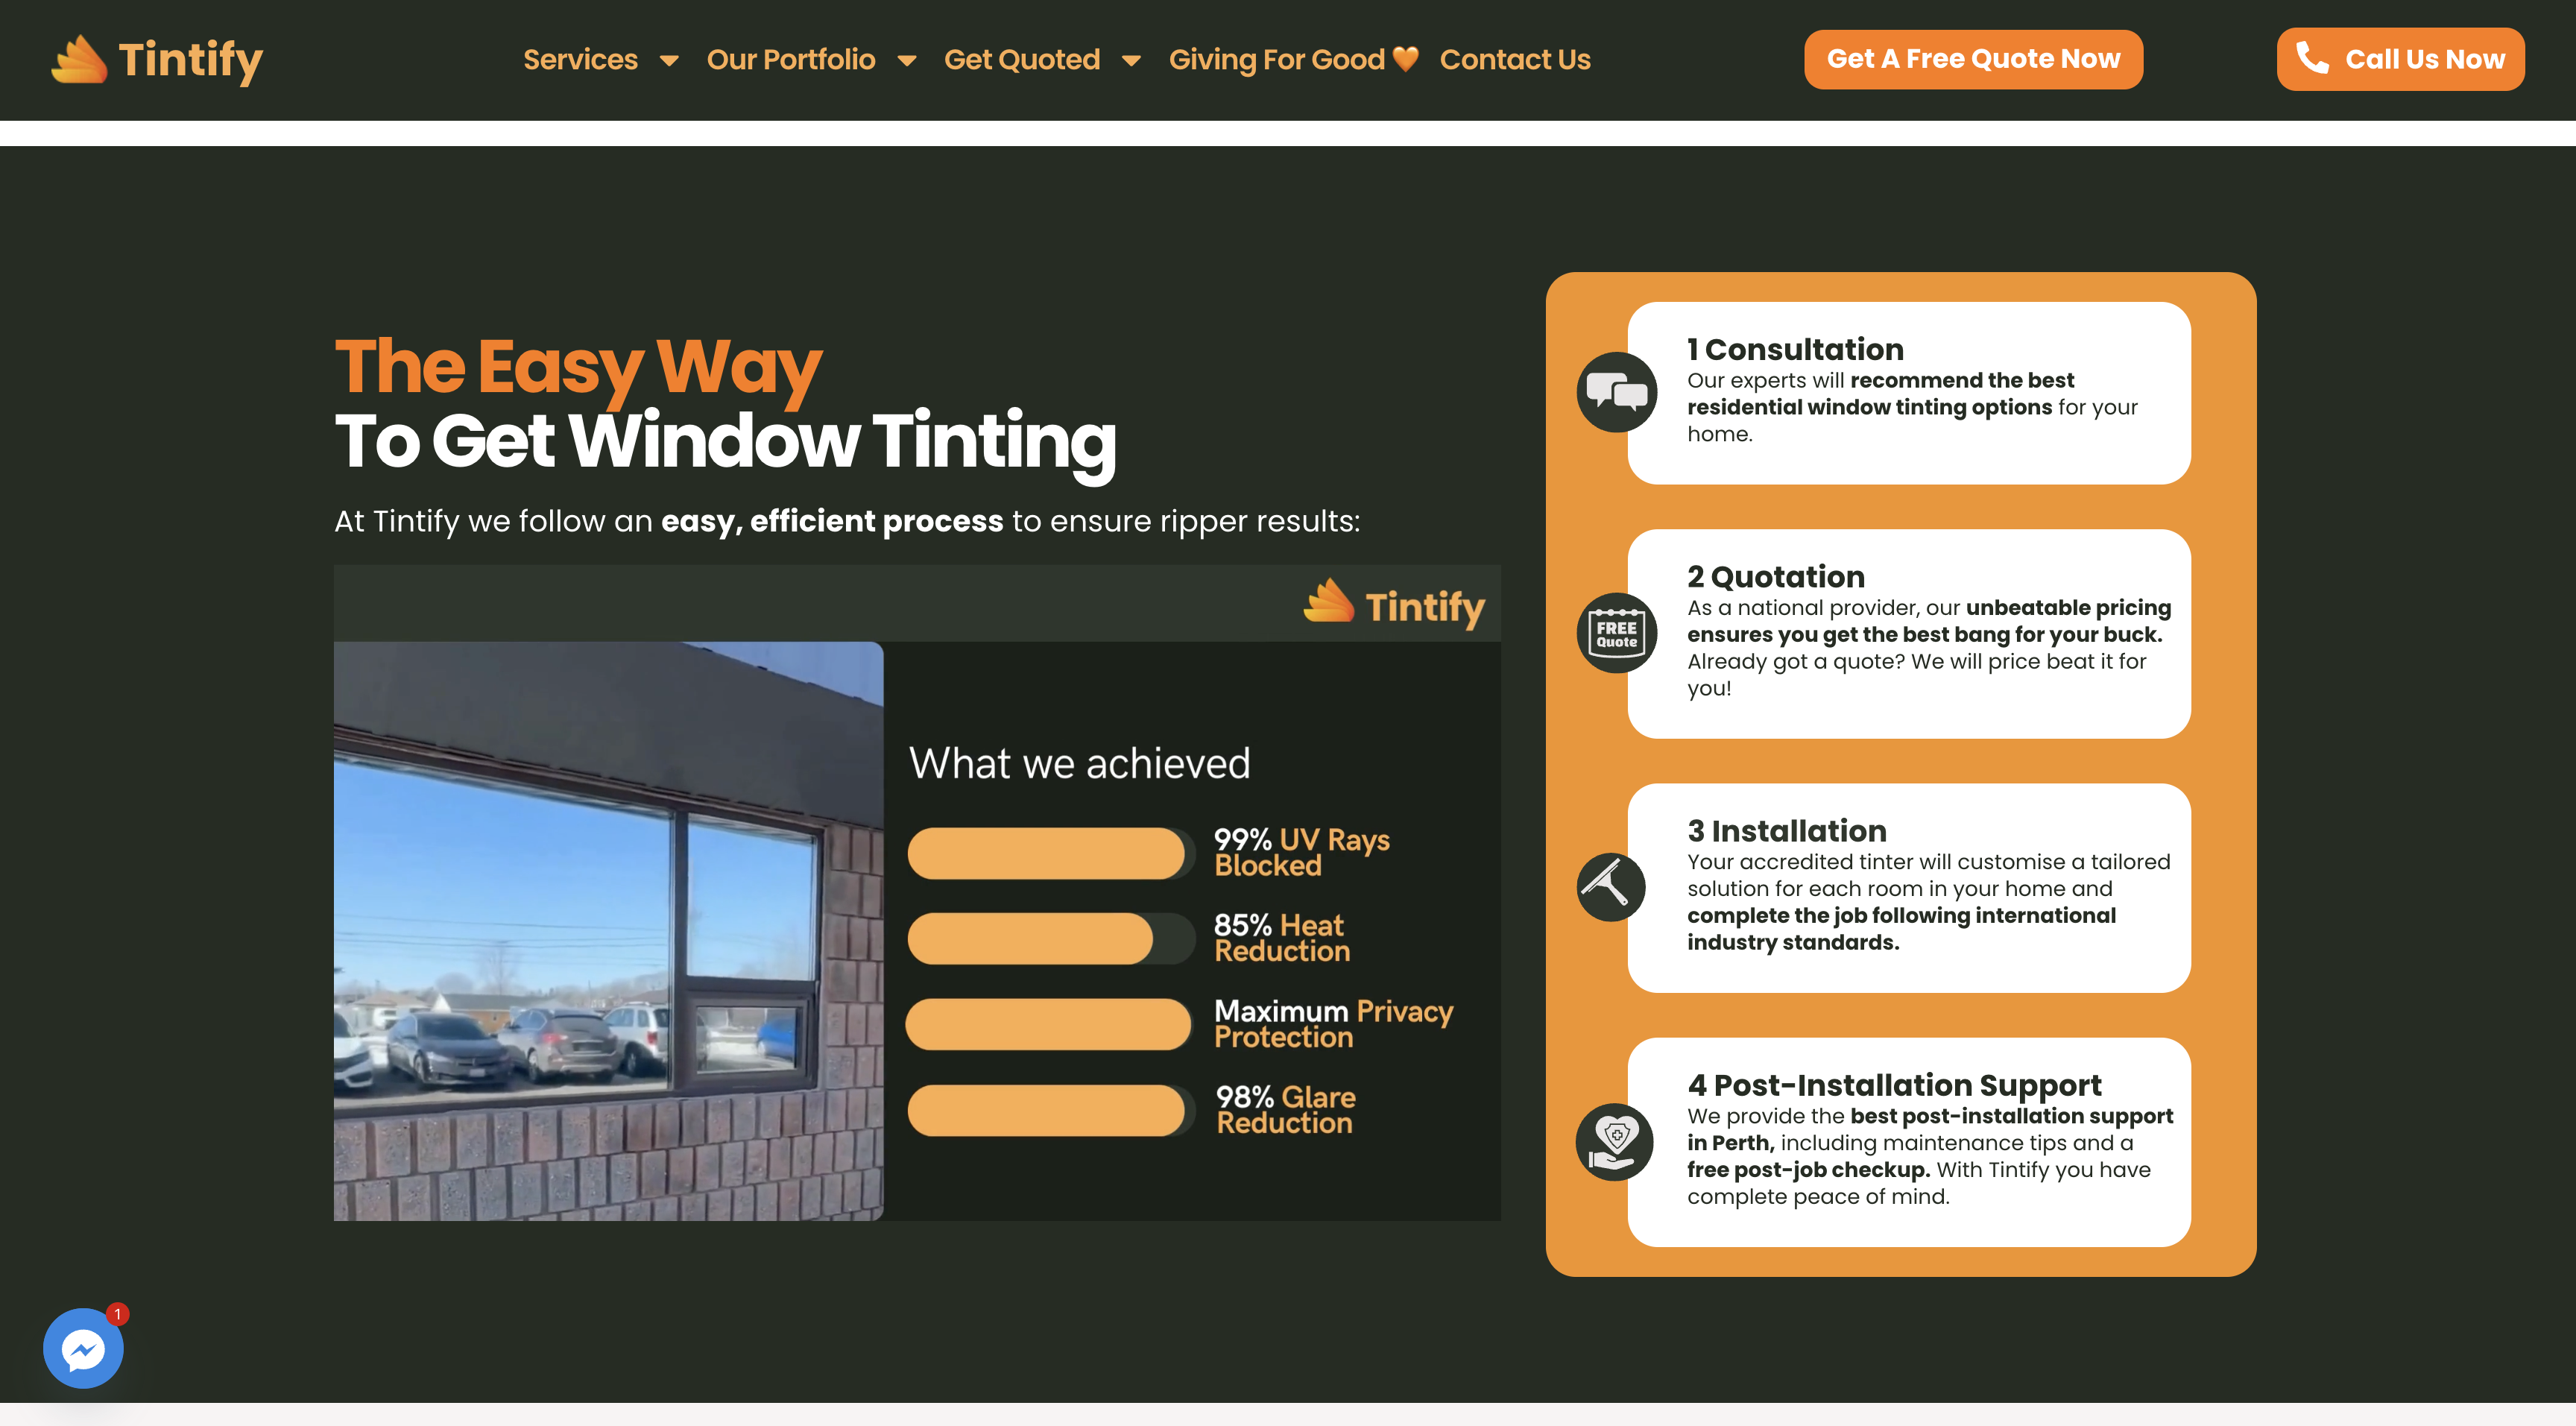 Tintify
Services
Our Portfolio
Get Quoted
Giving For Good 🧡
Contact Us
Get A Free Quote Now
Call Us Now
The Easy Way
To Get Window Tinting
At Tintify we follow an easy, efficient process to ensure ripper results:
Tintify
What we achieved
99% UV Rays
Blocked
85% Heat
Reduction
Maximum Privacy
Protection
98% Glare
Reduction
1 Consultation
Our experts will recommend the best
residential window tinting options for your
home.
FREE
Quote
2 Quotation
As a national provider, our unbeatable pricing
ensures you get the best bang for your buck.
Already got a quote? We will price beat it for
you!
3 Installation
Your accredited tinter will customise a tailored
solution for each room in your home and
complete the job following international
industry standards.
4 Post-Installation Support
We provide the best post-installation support
in Perth, including maintenance tips and a
free post-job checkup. With Tintify you have
complete peace of mind.
1